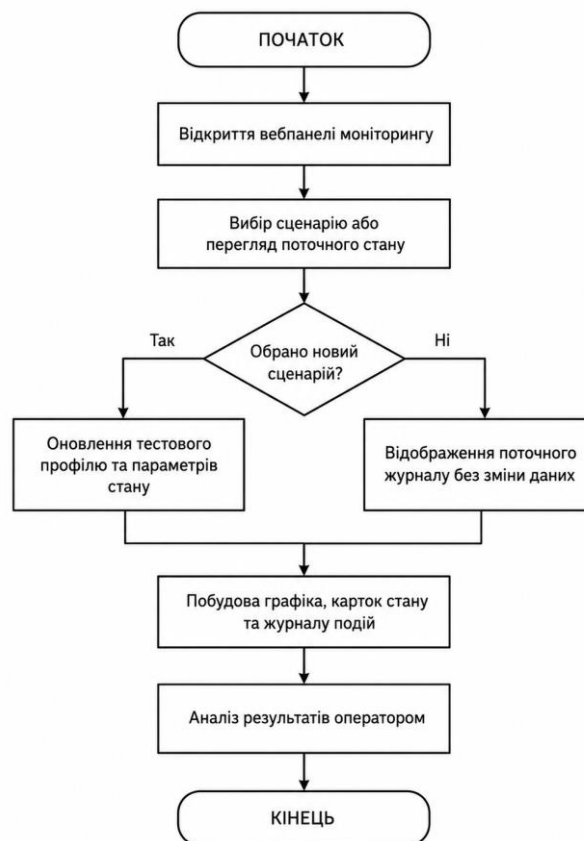 ПОЧАТОК
Відкриття вебпанелі моніторингу
Вибір сценарію або
перегляд поточного стану
Так
Обрано новий
сценарій?
Ні
Оновлення тестового
профілю та параметрів
стану
Відображення поточного
журналу без зміни даних
Побудова графіка, карток стану
та журналу подій
Аналіз результатів оператором
КІНЕЦЬ